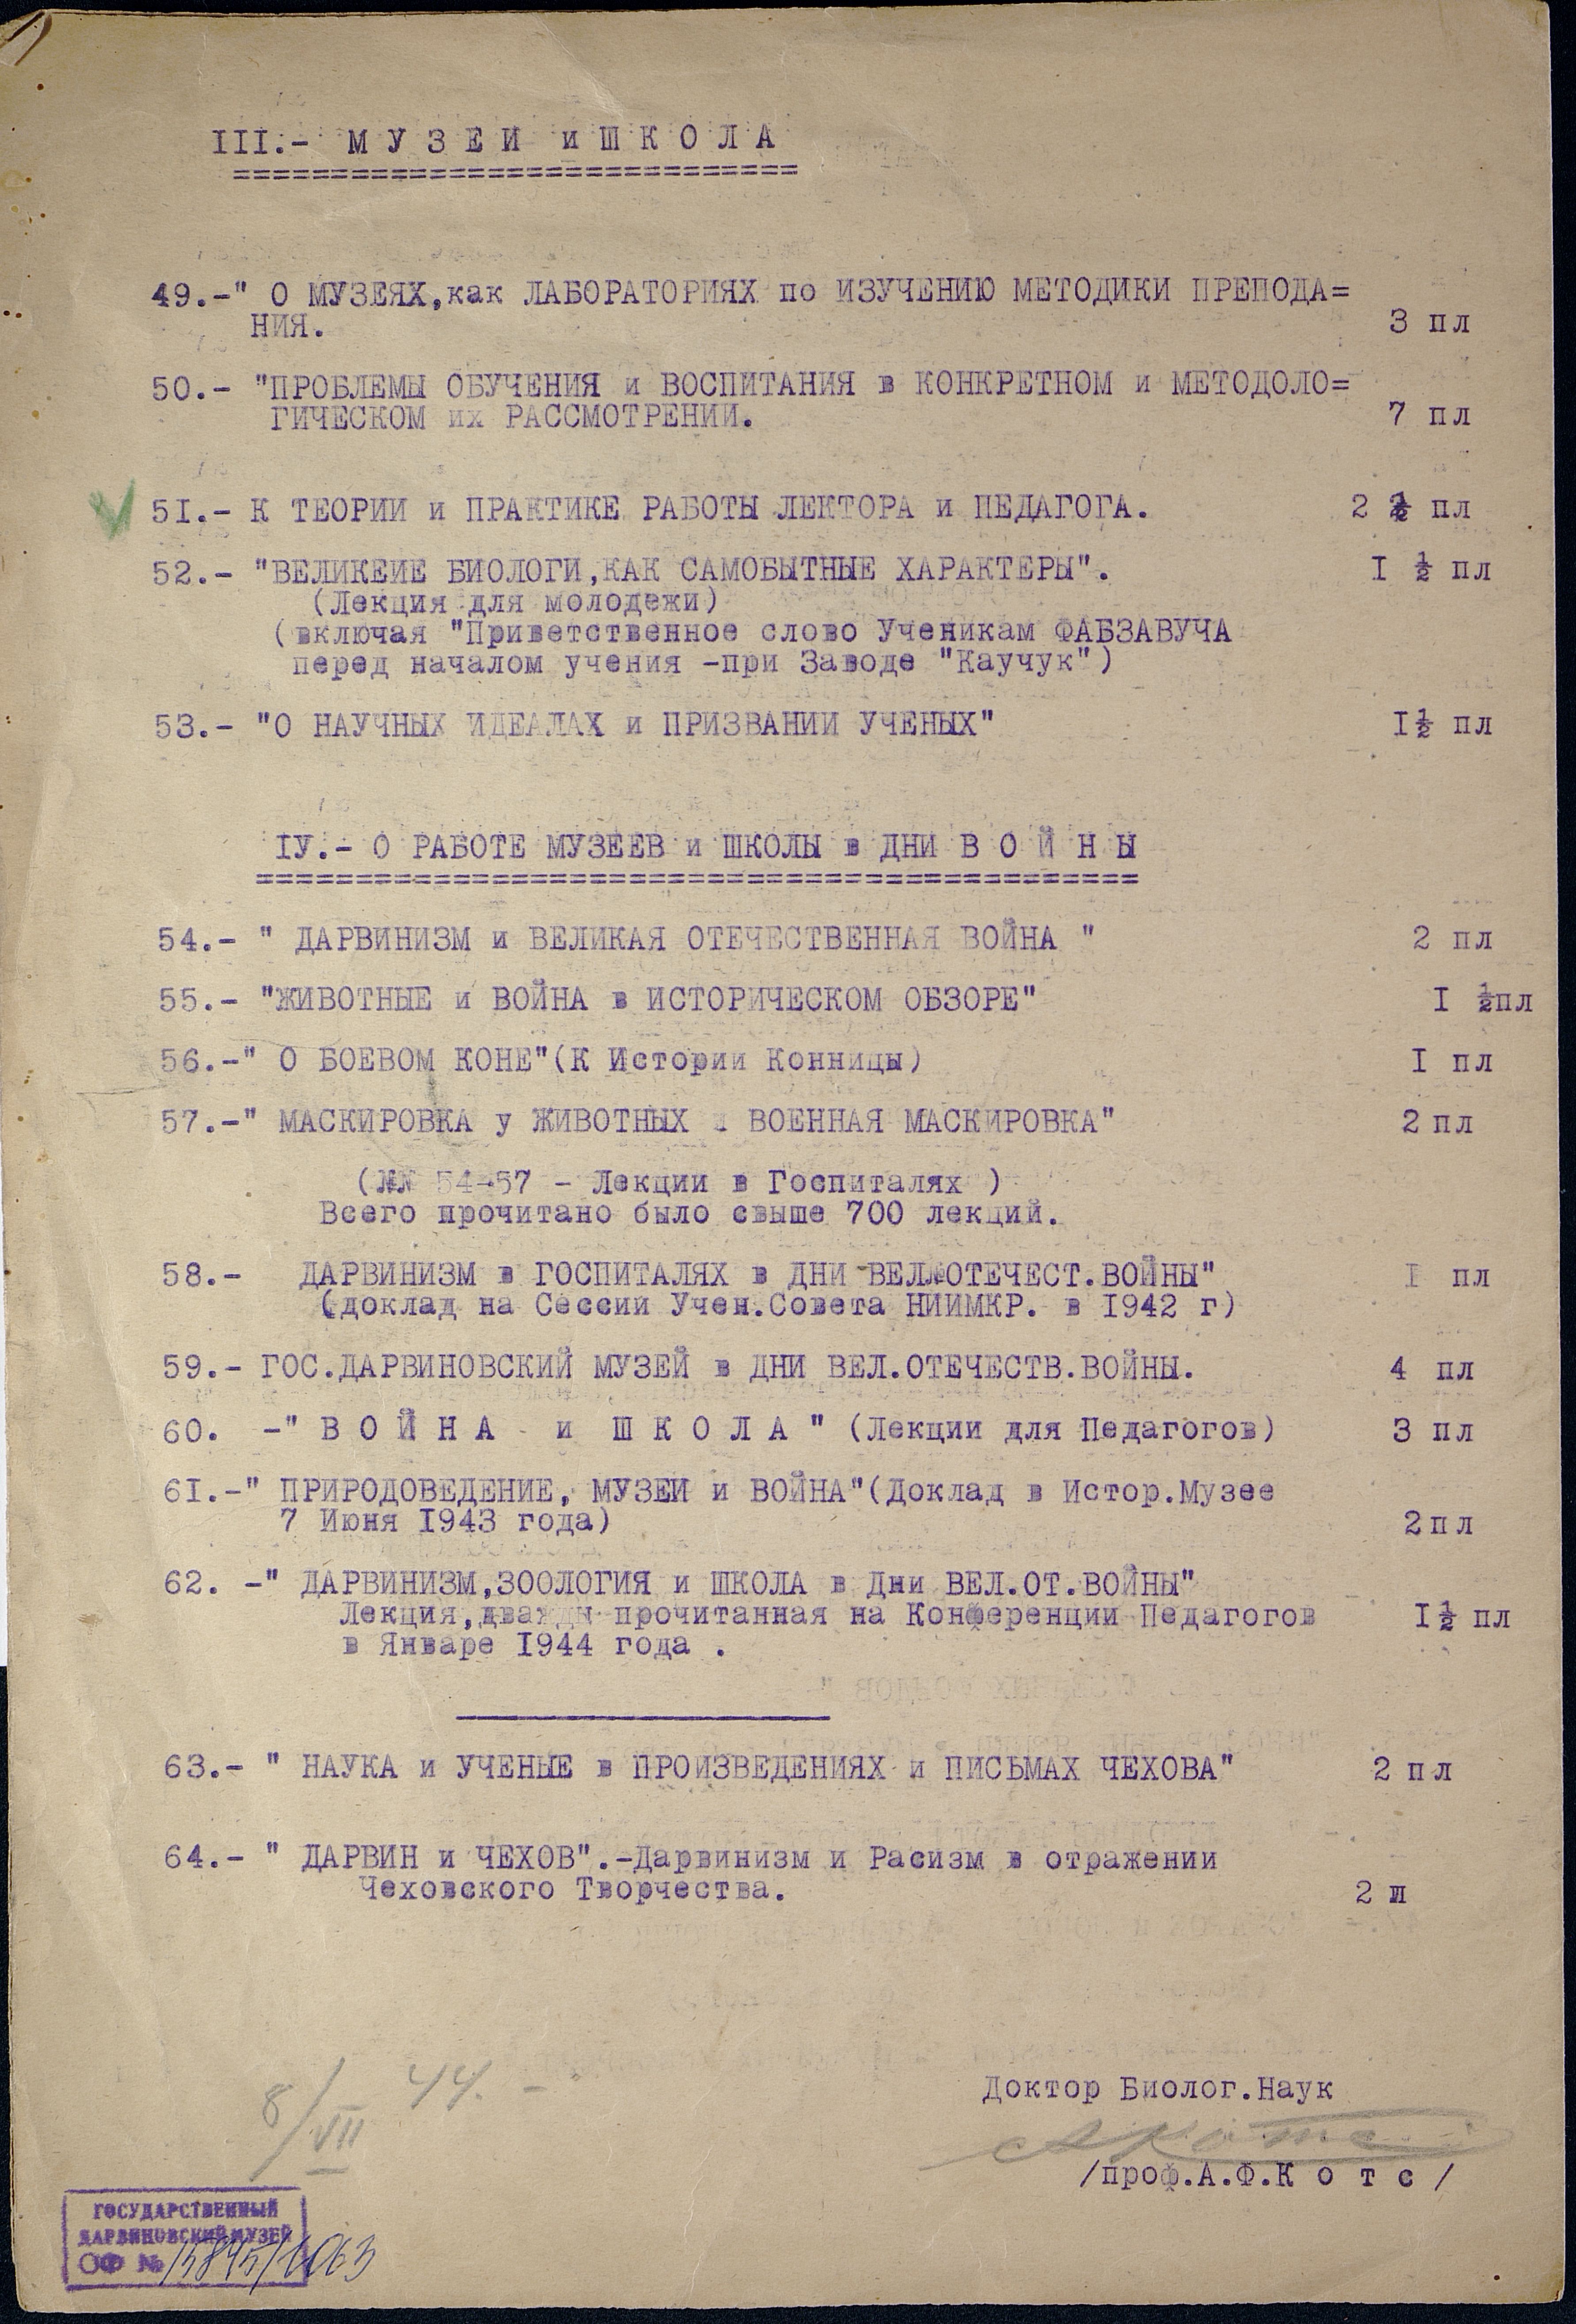 III.- М У З Е И и Ш К О Л А
=============================
49.-" О МУЗЕЯХ,как ЛАБОРАТОРИЯХ по ИЗУЧЕНИЮ МЕТОДИКИ ПРЕПОДА=
НИЯ. 3 пл
50.- "ПРОБЛЕМЫ ОБУЧЕНИЯ и ВОСПИТАНИЯ в КОНКРЕТНОМ и МЕТОДОЛО=
ГИЧЕСКОМ их РАССМОТРЕНИИ. 7 пл
51.- К ТЕОРИИ и ПРАКТИКЕ РАБОТЫ ЛЕКТОРА и ПЕДАГОГА. 2 ½ пл
52.- "ВЕЛИКЕИЕ БИОЛОГИ,КАК САМОБЫТНЫЕ ХАРАКТЕРЫ". I ½ пл
(Лекция для молодежи)
(включая "Приветственное слово Ученикам ФАБЗАВУЧА
перед началом учения -при Заводе "Каучук")
53.- "О НАУЧНЫХ ИДЕАЛАХ и ПРИЗВАНИИ УЧЕНЫХ" I½ пл
IУ.- О РАБОТЕ МУЗЕЕВ и ШКОЛЫ в ДНИ В О Й Н Ы
=============================================
54.- " ДАРВИНИЗМ и ВЕЛИКАЯ ОТЕЧЕСТВЕННАЯ ВОЙНА " 2 пл
55.- "ЖИВОТНЫЕ и ВОЙНА в ИСТОРИЧЕСКОМ ОБЗОРЕ" I ½пл
56.-" О БОЕВОМ КОНЕ"(К Истории Конницы) I пл
57.-" МАСКИРОВКА у ЖИВОТНЫХ и ВОЕННАЯ МАСКИРОВКА" 2 пл
(№№ 54-57 - Лекции в Госпиталях )
Всего прочитано было свыше 700 лекций.
58.- ДАРВИНИЗМ в ГОСПИТАЛЯХ в ДНИ ВЕЛ.ОТЕЧЕСТ.ВОЙНЫ" I пл
(доклад на Сессии Учен.Совета НИИМКР. в I942 г)
59.- ГОС.ДАРВИНОВСКИЙ МУЗЕЙ в ДНИ ВЕЛ.ОТЕЧЕСТВ.ВОЙНЫ. 4 пл
60. -" В О Й Н А и Ш К О Л А " (Лекции для Педагогов) 3 пл
6I.-" ПРИРОДОВЕДЕНИЕ, МУЗЕИ и ВОЙНА"(Доклад в Истор.Музее
7 Июня I943 года) 2пл
62. -" ДАРВИНИЗМ,ЗООЛОГИЯ и ШКОЛА в Дни ВЕЛ.ОТ.ВОЙНЫ"
Лекция,дважды прочитанная на Конференции Педагогов I½ пл
в Январе I944 года .
63.- " НАУКА и УЧЕНЫЕ в ПРОИЗВЕДЕНИЯХ и ПИСЬМАХ ЧЕХОВА" 2 пл
64.- " ДАРВИН и ЧЕХОВ".-Дарвинизм и Расизм в отражении
Чеховского Творчества. 2 пл
8/VII 44. -
Доктор Биолог.Наук
АКотс
/проф.А.Ф.К о т с /
ГОСУДАРСТВЕННЫЙ
ДАРВИНОВСКИЙ МУЗЕЙ
ОФ №